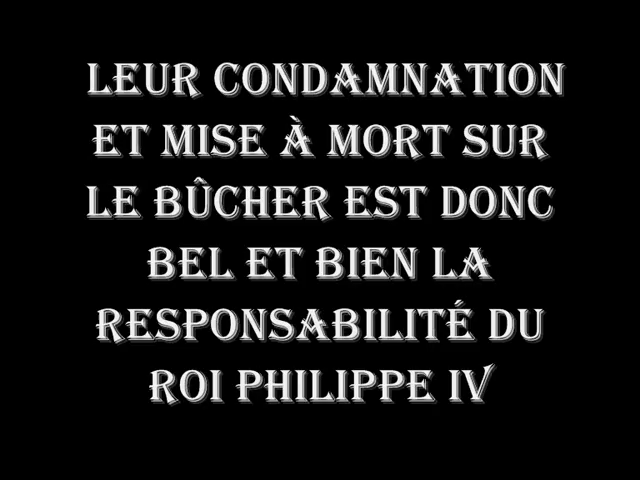 LEUR CONDAMNATION
ET MISE À MORT SUR
LE BÛCHER EST DONC
BEL ET BIEN LA
RESPONSABILITÉ DU
ROI PHILIPPE IV